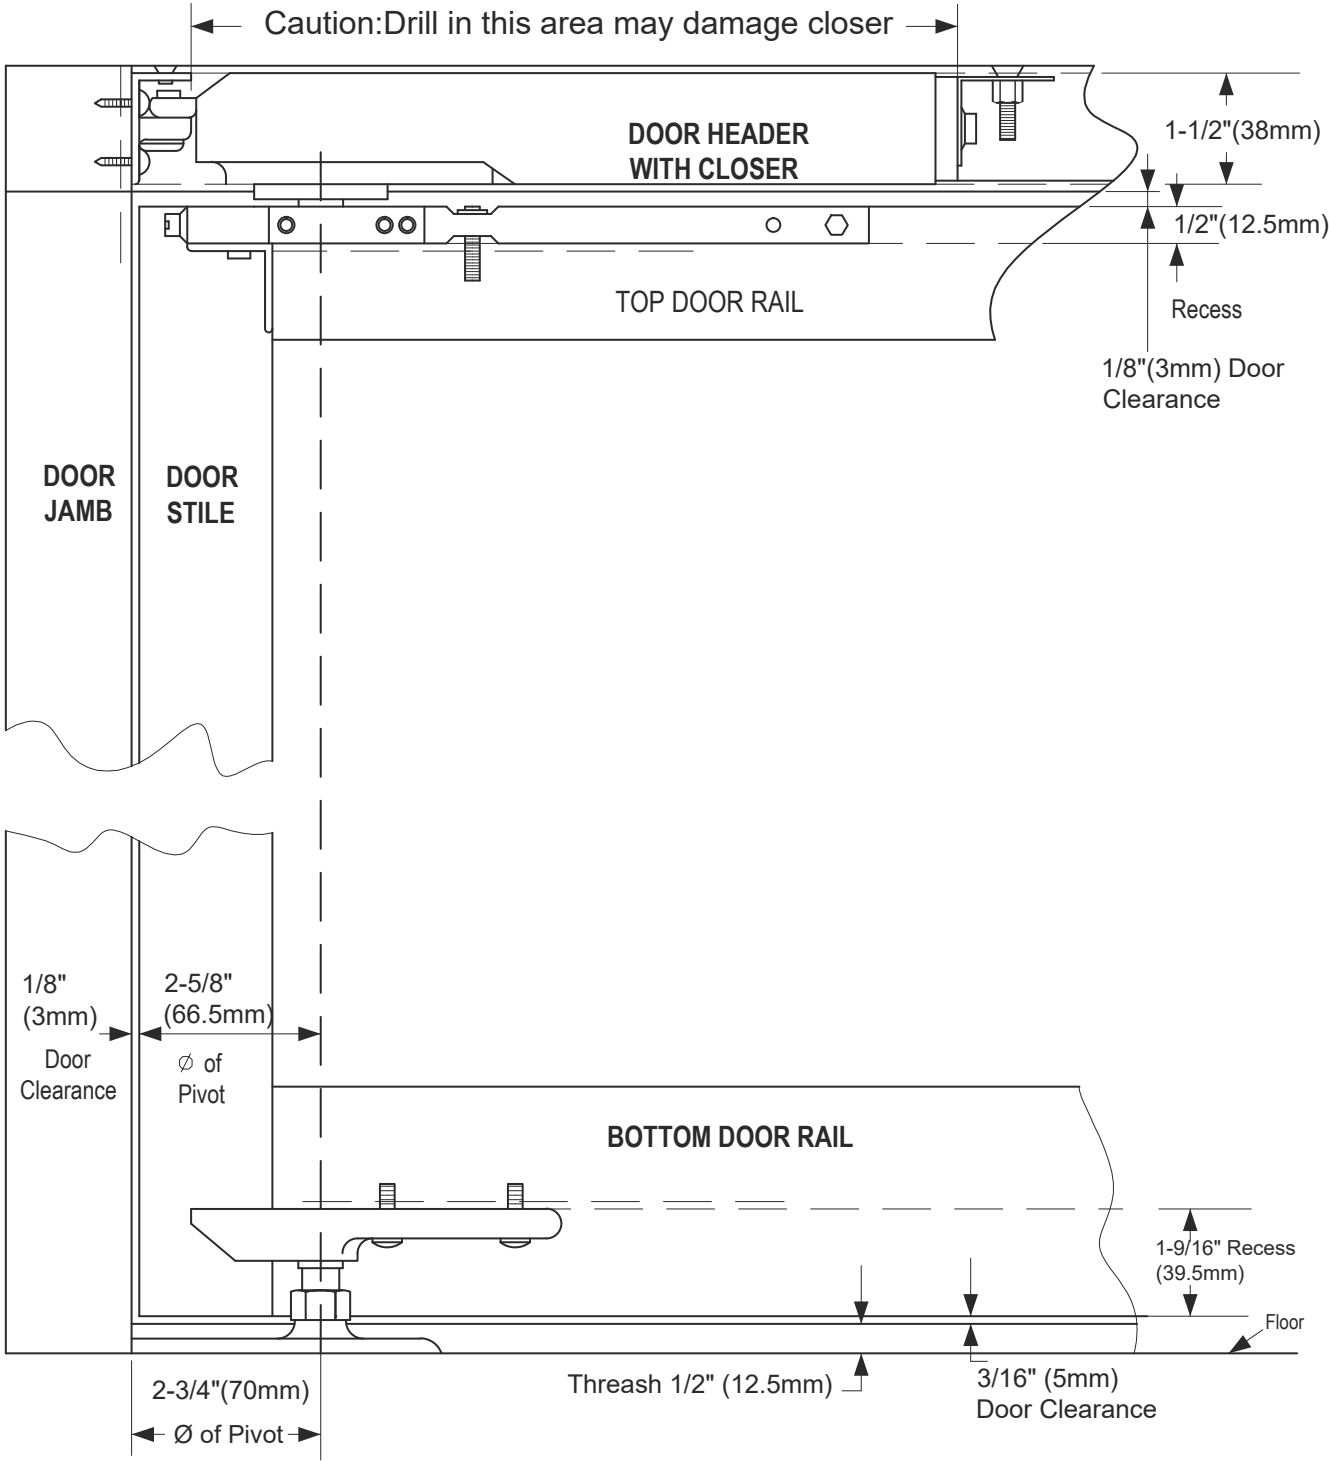 Caution:Drill in this area may damage closer
DOOR HEADER
WITH CLOSER
1-1/2"(38mm)
1/2"(12.5mm)
Recess
TOP DOOR RAIL
1/8"(3mm) Door
Clearance
DOOR
JAMB
DOOR
STILE
1/8"
(3mm)
Door
Clearance
2-5/8"
(66.5mm)
∅ of
Pivot
BOTTOM DOOR RAIL
1-9/16" Recess
(39.5mm)
Floor
Threash 1/2" (12.5mm)
3/16" (5mm)
Door Clearance
2-3/4"(70mm)
Ø of Pivot